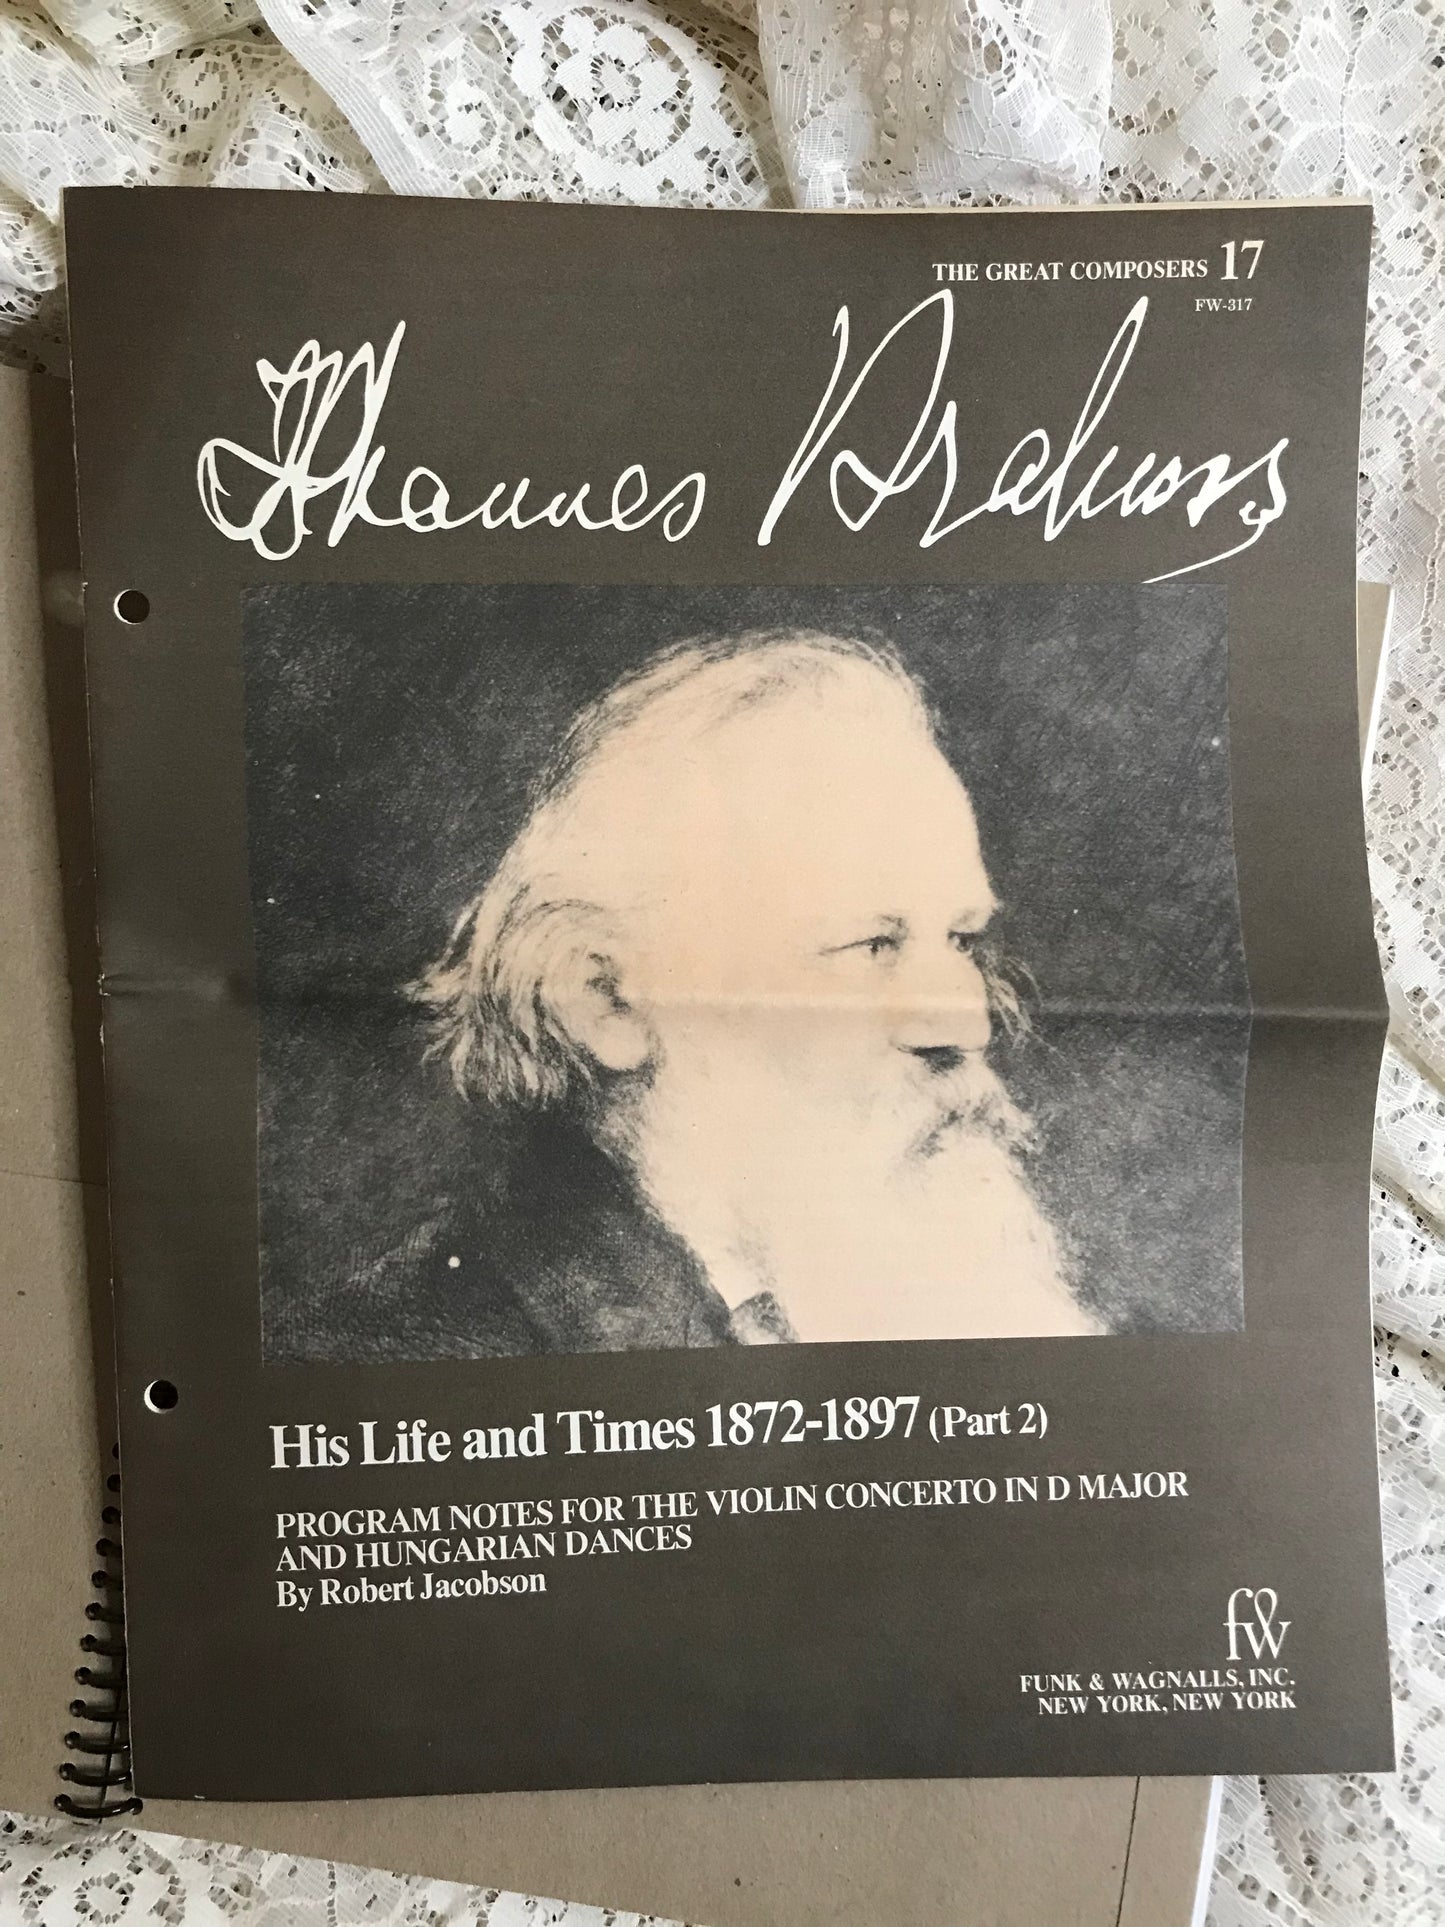 THE GREAT COMPOSERS 17
FW-317
Johannes Brahms
His Life and Times 1872-1897 (Part 2)
PROGRAM NOTES FOR THE VIOLIN CONCERTO IN D MAJOR
AND HUNGARIAN DANCES
By Robert Jacobson
f&w
FUNK & WAGNALLS, INC.
NEW YORK, NEW YORK